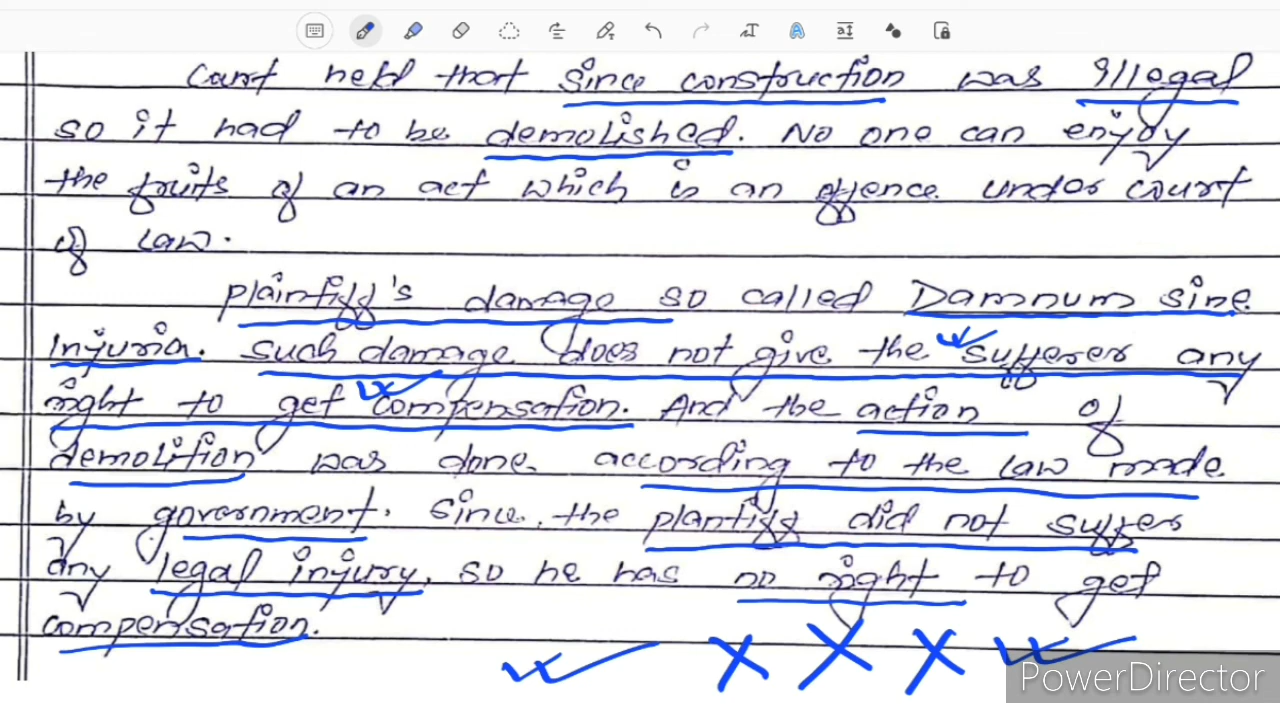 Court held that since construction was illegal
so it had to be demolished. No one can enjoy
the fruits of an act which is an offence under court
of law.
Plaintiff's damage so called Damnum sine
Injuria. Such damage does not give the sufferer any
right to get compensation. And the action of
demolition was done according to the law made
by government. Since the plantiff did not suffer
any legal injury, so he has no right to get
compensation.
PowerDirector